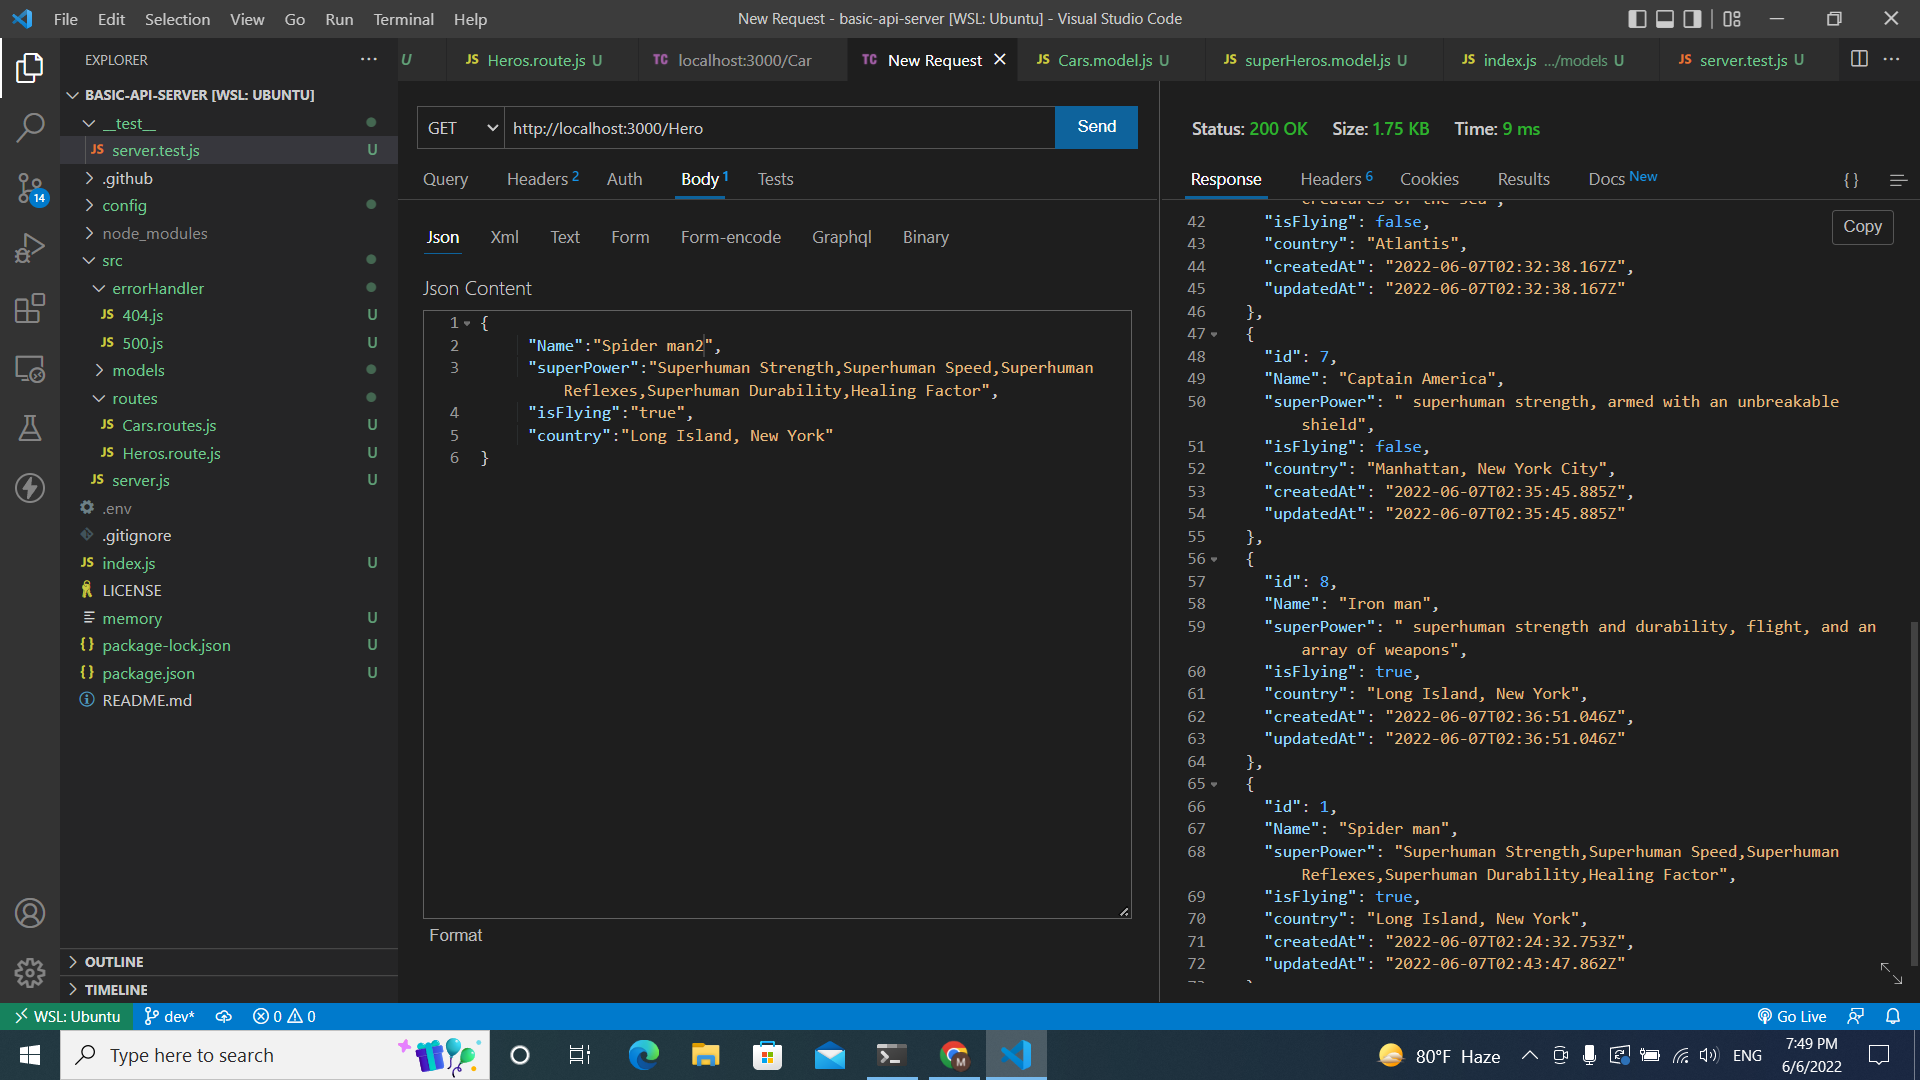 File Edit Selection View Go Run Terminal Help
New Request - basic-api-server [WSL: Ubuntu] - Visual Studio Code
EXPLORER
U
JS Heros.route.js U
TC localhost:3000/Car
TC New Request
JS Cars.model.js U
JS superHeros.model.js U
JS index.js .../models U
JS server.test.js U
BASIC-API-SERVER [WSL: UBUNTU]
__test__
JS server.test.js U
.github
config
node_modules
src
errorHandler
JS 404.js U
JS 500.js U
models
routes
JS Cars.routes.js U
JS Heros.route.js U
JS server.js U
.env
.gitignore
JS index.js U
LICENSE
memory U
{} package-lock.json U
{} package.json U
README.md
OUTLINE
TIMELINE
14
GET http://localhost:3000/Hero Send
Query Headers 2 Auth Body 1 Tests
Json Xml Text Form Form-encode Graphql Binary
Json Content
1 {
2 "Name":"Spider man2",
3 "superPower":"Superhuman Strength,Superhuman Speed,Superhuman
Reflexes,Superhuman Durability,Healing Factor",
4 "isFlying":"true",
5 "country":"Long Island, New York"
6 }
Format
Status: 200 OK Size: 1.75 KB Time: 9 ms
Response Headers 6 Cookies Results Docs New { }
Copy
creatures of the sea",
42 "isFlying": false,
43 "country": "Atlantis",
44 "createdAt": "2022-06-07T02:32:38.167Z",
45 "updatedAt": "2022-06-07T02:32:38.167Z"
46 },
47 {
48 "id": 7,
49 "Name": "Captain America",
50 "superPower": " superhuman strength, armed with an unbreakable
shield",
51 "isFlying": false,
52 "country": "Manhattan, New York City",
53 "createdAt": "2022-06-07T02:35:45.885Z",
54 "updatedAt": "2022-06-07T02:35:45.885Z"
55 },
56 {
57 "id": 8,
58 "Name": "Iron man",
59 "superPower": " superhuman strength and durability, flight, and an
array of weapons",
60 "isFlying": true,
61 "country": "Long Island, New York",
62 "createdAt": "2022-06-07T02:36:51.046Z",
63 "updatedAt": "2022-06-07T02:36:51.046Z"
64 },
65 {
66 "id": 1,
67 "Name": "Spider man",
68 "superPower": "Superhuman Strength,Superhuman Speed,Superhuman
Reflexes,Superhuman Durability,Healing Factor",
69 "isFlying": true,
70 "country": "Long Island, New York",
71 "createdAt": "2022-06-07T02:24:32.753Z",
72 "updatedAt": "2022-06-07T02:43:47.862Z"
WSL: Ubuntu dev* 0 0 Go Live
Type here to search
M
80°F Haze ENG
7:49 PM
6/6/2022